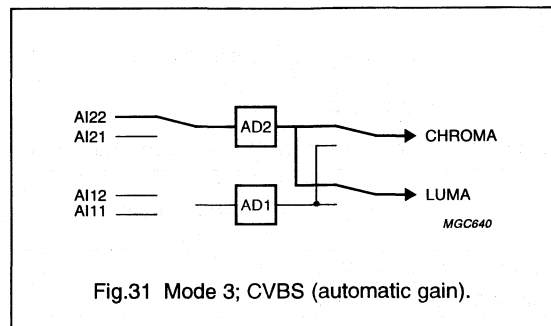 AI22
AI21
AD2
CHROMA
AI12
AI11
AD1
LUMA
MGC640
Fig.31 Mode 3; CVBS (automatic gain).